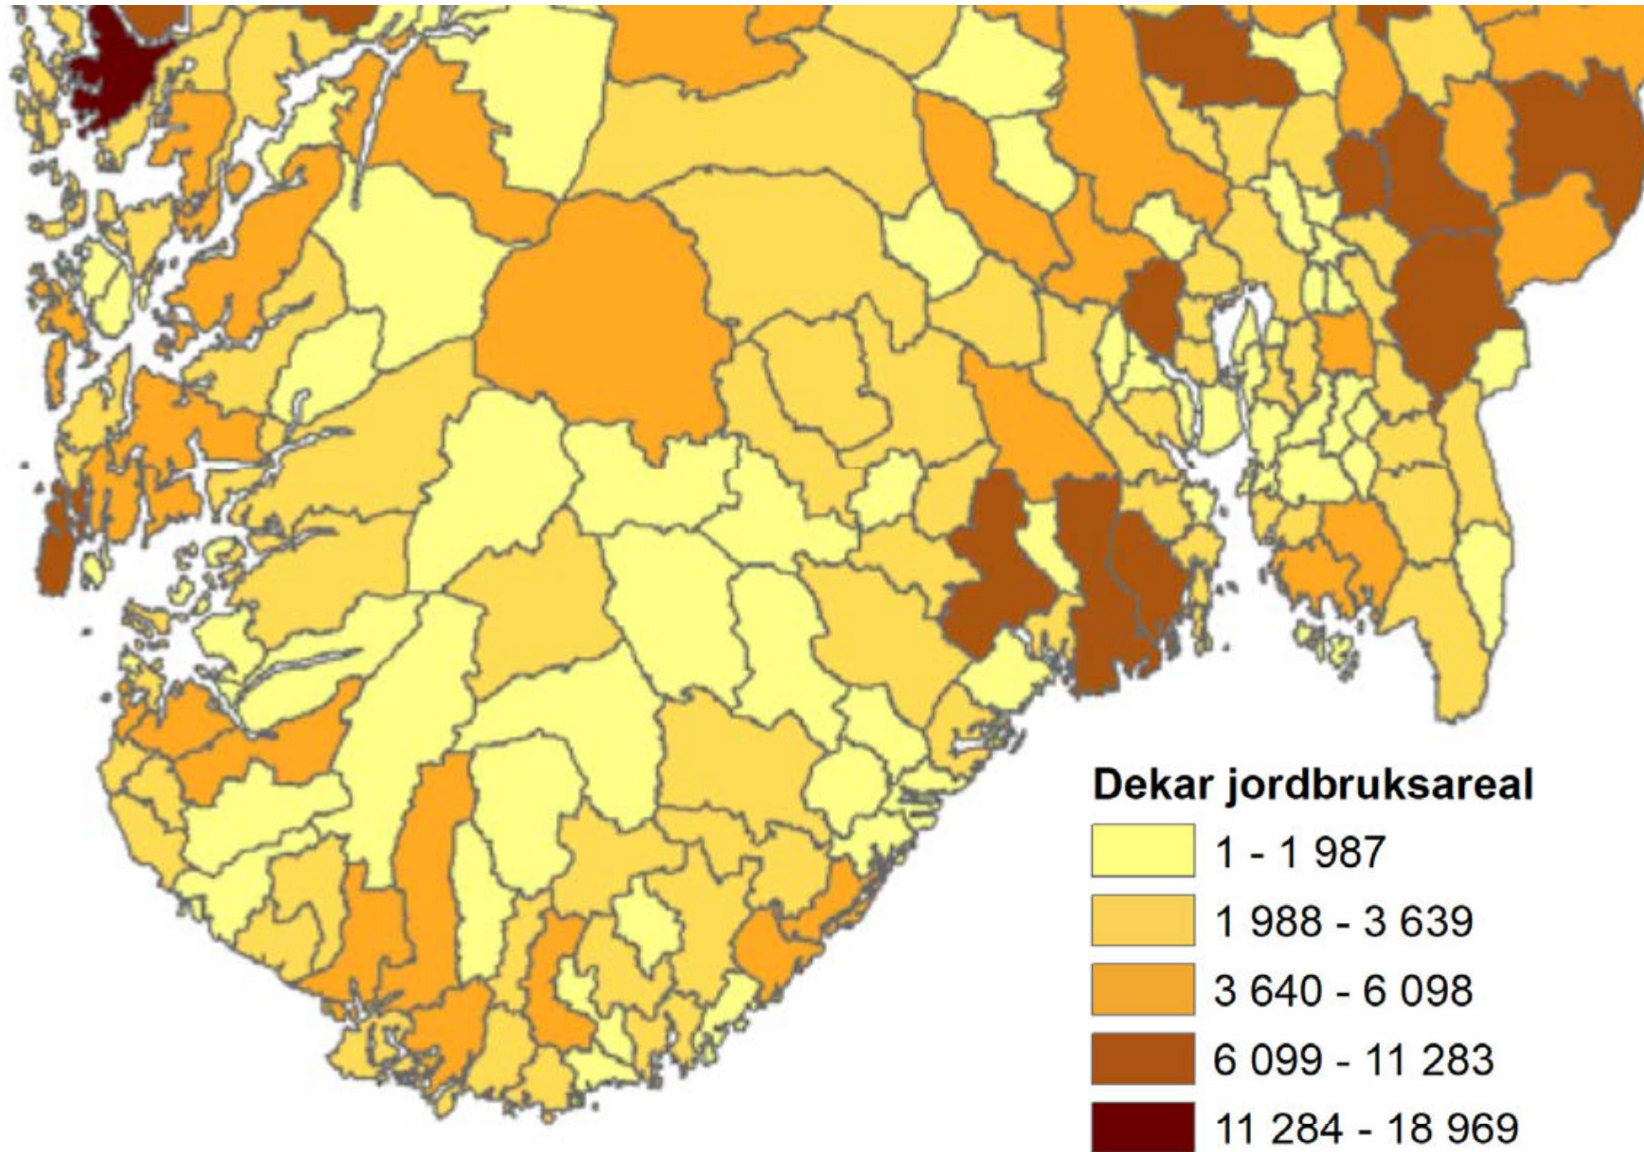 Dekar jordbruksareal
1 - 1 987
1 988 - 3 639
3 640 - 6 098
6 099 - 11 283
11 284 - 18 969